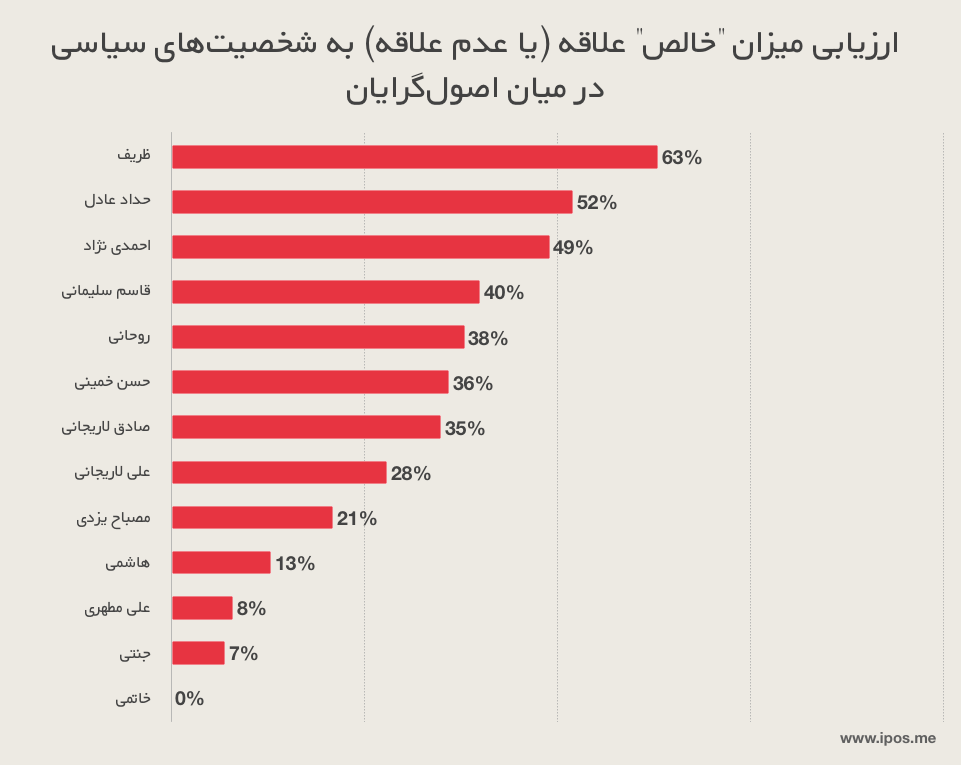 ارزیابی میزان "خالص" علاقه (یا عدم علاقه) به شخصیت‌های سیاسی
در میان اصول‌گرایان
ظریف 63%
حداد عادل 52%
احمدی نژاد 49%
قاسم سلیمانی 40%
روحانی 38%
حسن خمینی 36%
صادق لاریجانی 35%
علی لاریجانی 28%
مصباح یزدی 21%
هاشمی 13%
علی مطهری 8%
جنتی 7%
خاتمی 0%
www.ipos.me